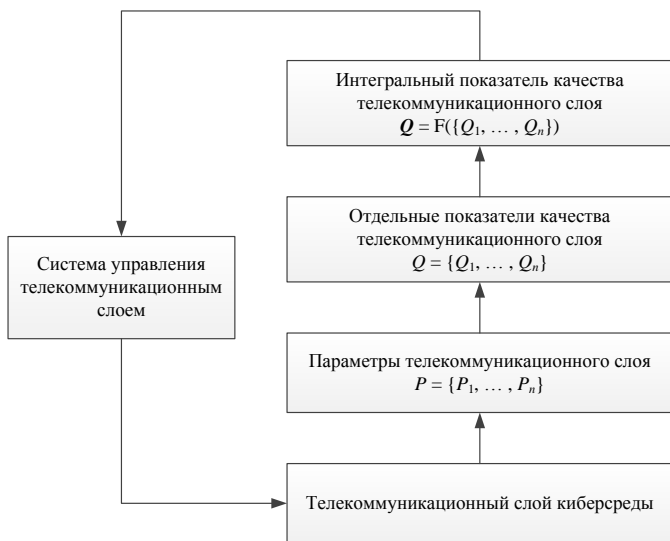 Интегральный показатель качества
телекоммуникационного слоя
Q = F({Q₁, … , Qₙ})
Отдельные показатели качества
телекоммуникационного слоя
Q = {Q₁, … , Qₙ}
Система управления
телекоммуникационным
слоем
Параметры телекоммуникационного слоя
P = {P₁, … , Pₙ}
Телекоммуникационный слой киберсреды